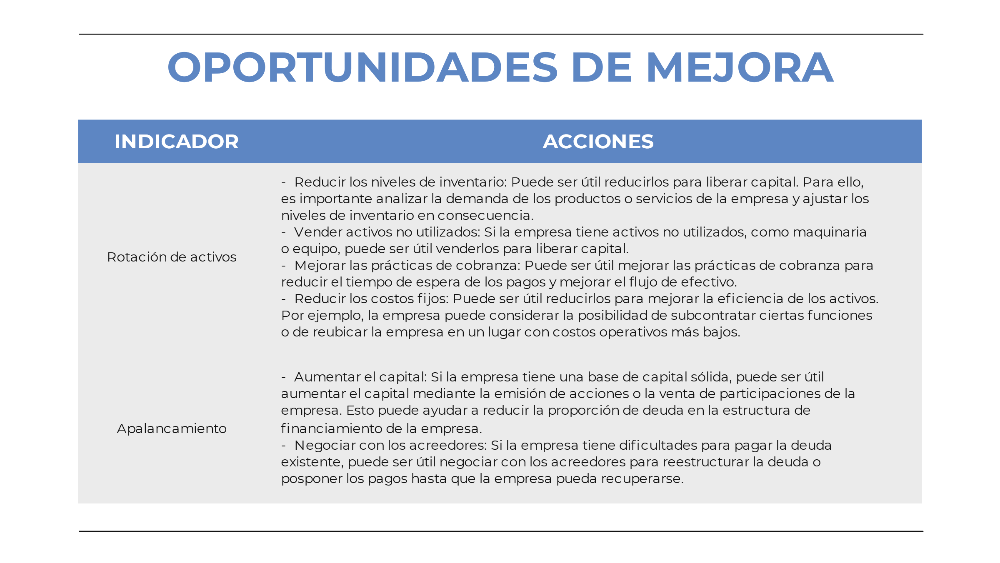 OPORTUNIDADES DE MEJORA
INDICADOR
ACCIONES
Rotación de activos
- Reducir los niveles de inventario: Puede ser útil reducirlos para liberar capital. Para ello,
es importante analizar la demanda de los productos o servicios de la empresa y ajustar los
niveles de inventario en consecuencia.
- Vender activos no utilizados: Si la empresa tiene activos no utilizados, como maquinaria
o equipo, puede ser útil venderlos para liberar capital.
- Mejorar las prácticas de cobranza: Puede ser útil mejorar las prácticas de cobranza para
reducir el tiempo de espera de los pagos y mejorar el flujo de efectivo.
- Reducir los costos fijos: Puede ser útil reducirlos para mejorar la eficiencia de los activos.
Por ejemplo, la empresa puede considerar la posibilidad de subcontratar ciertas funciones
o de reubicar la empresa en un lugar con costos operativos más bajos.
Apalancamiento
- Aumentar el capital: Si la empresa tiene una base de capital sólida, puede ser útil
aumentar el capital mediante la emisión de acciones o la venta de participaciones de la
empresa. Esto puede ayudar a reducir la proporción de deuda en la estructura de
financiamiento de la empresa.
- Negociar con los acreedores: Si la empresa tiene dificultades para pagar la deuda
existente, puede ser útil negociar con los acreedores para reestructurar la deuda o
posponer los pagos hasta que la empresa pueda recuperarse.